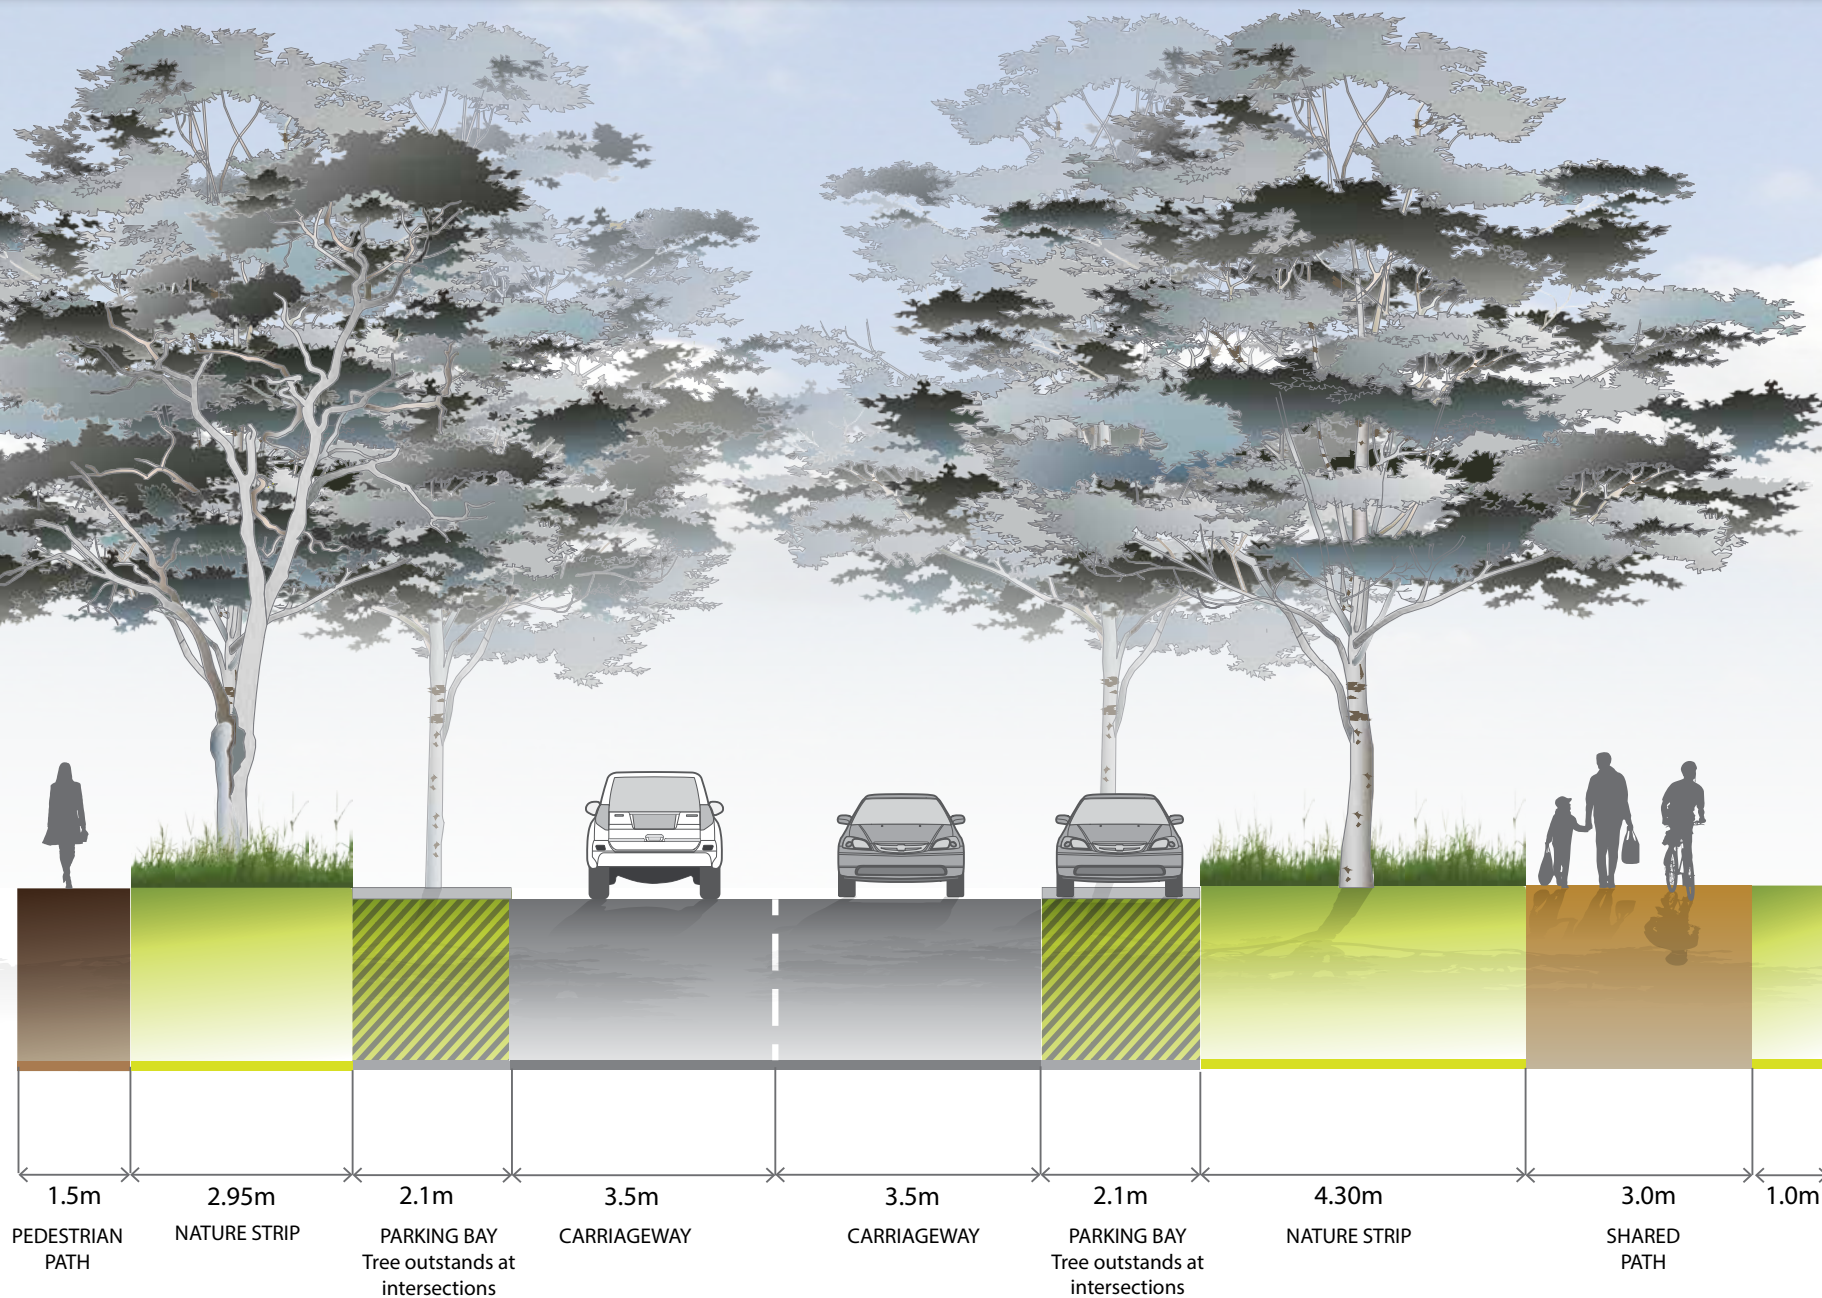 1.5m
2.95m
2.1m
3.5m
3.5m
2.1m
4.30m
3.0m
1.0m
PEDESTRIAN
PATH
NATURE STRIP
PARKING BAY
Tree outstands at
intersections
CARRIAGEWAY
CARRIAGEWAY
PARKING BAY
Tree outstands at
intersections
NATURE STRIP
SHARED
PATH